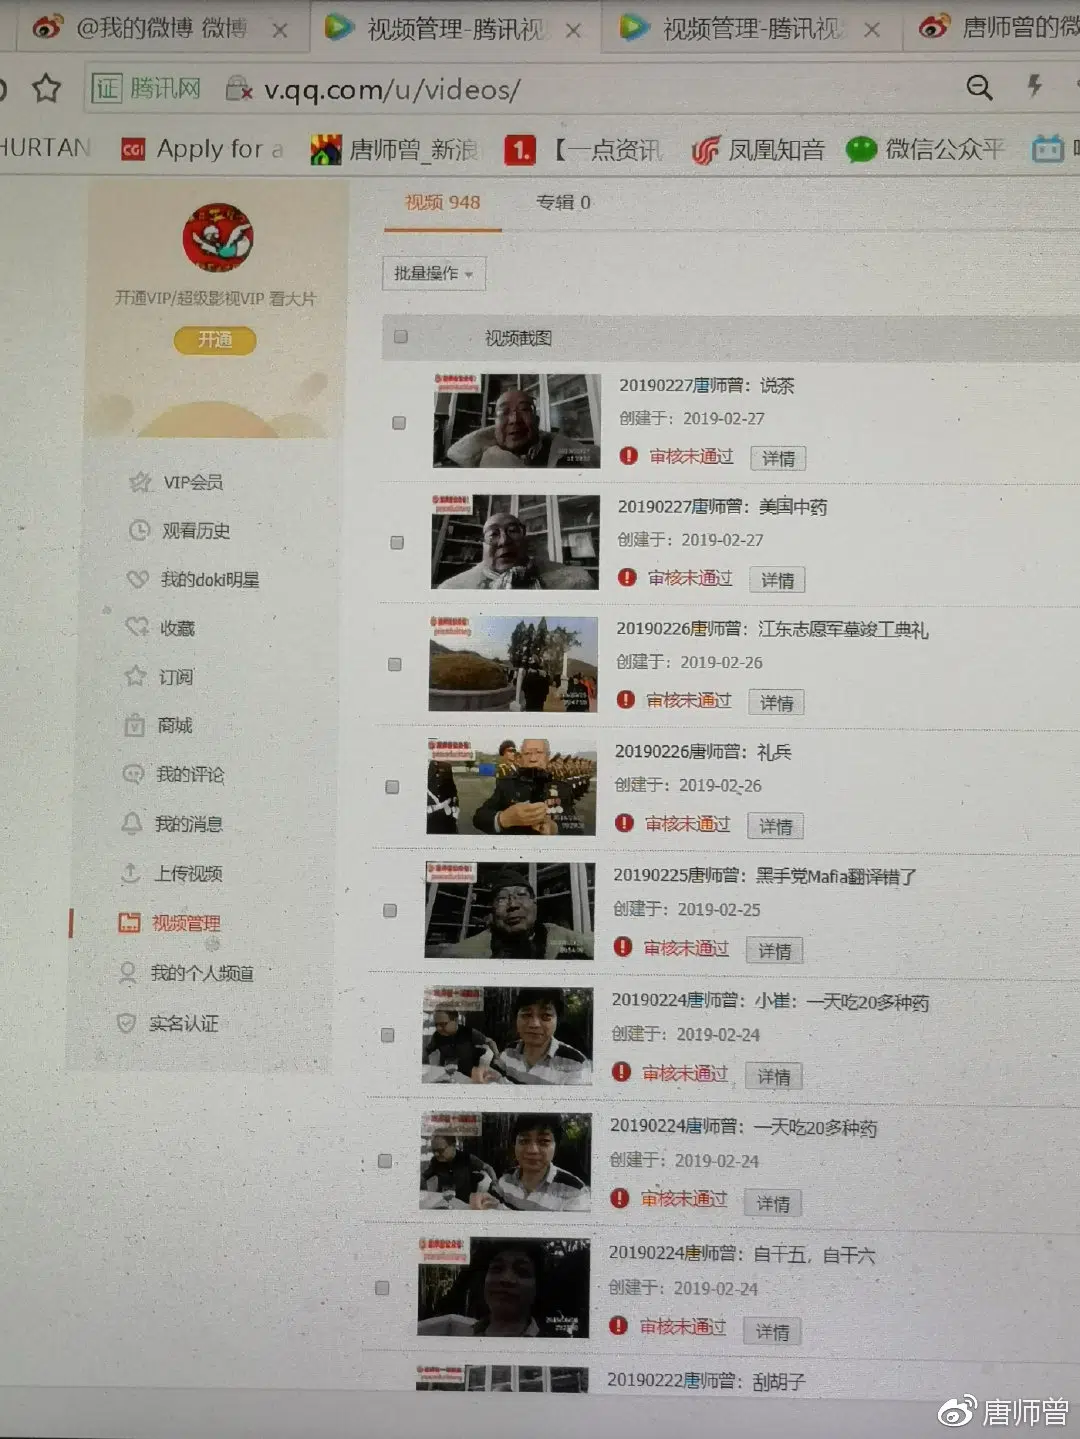 @我的微博 微博
视频管理-腾讯视
视频管理-腾讯视
唐师曾的微
证 腾讯网 v.qq.com/u/videos/
HURTAN
CGI Apply for a
唐师曾_新浪
1. 【一点资讯
凤凰知音
微信公众平
视频 948
专辑 0
批量操作
开通VIP/超级影视VIP 看大片
开通
视频截图
VIP会员
观看历史
我的doki明星
收藏
订阅
商城
我的评论
我的消息
上传视频
视频管理
我的个人频道
实名认证
20190227唐师曾：说茶
创建于：2019-02-27
审核未通过 详情
20190227唐师曾：美国中药
创建于：2019-02-27
审核未通过 详情
20190226唐师曾：江东志愿军墓竣工典礼
创建于：2019-02-26
审核未通过 详情
20190226唐师曾：礼兵
创建于：2019-02-26
审核未通过 详情
20190225唐师曾：黑手党Mafia翻译错了
创建于：2019-02-25
审核未通过 详情
20190224唐师曾：小崔：一天吃20多种药
创建于：2019-02-24
审核未通过 详情
20190224唐师曾：一天吃20多种药
创建于：2019-02-24
审核未通过 详情
20190224唐师曾：自干五，自干六
创建于：2019-02-24
审核未通过 详情
20190222唐师曾：刮胡子
唐师曾